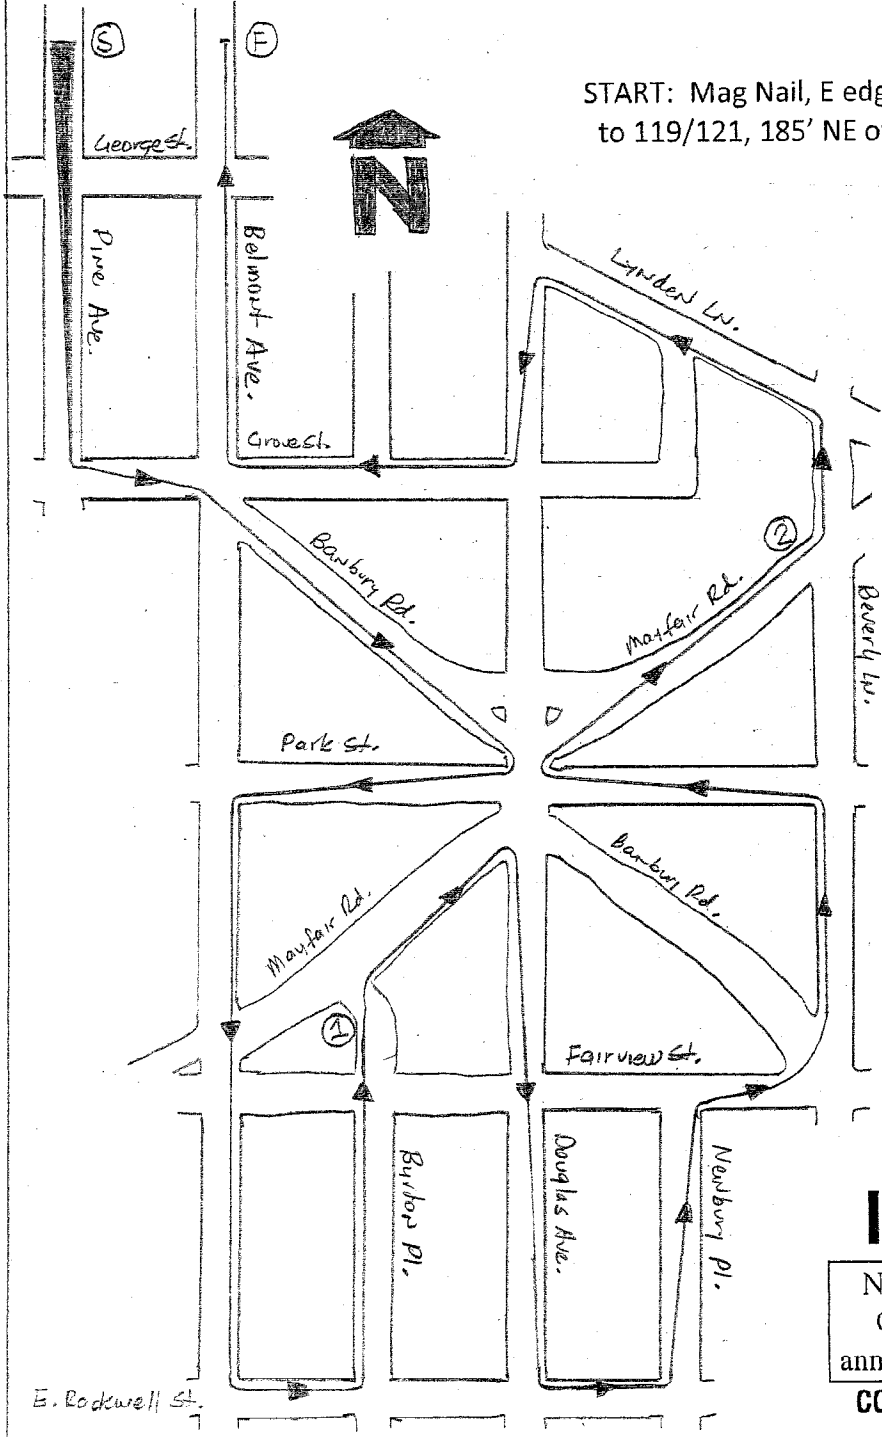 S
F
START: Mag Nail, E edg
to 119/121, 185' NE o
George St.
N
Pine Ave.
Belmont Ave.
Lynden Ln.
Grove St.
Banbury Rd.
2
Mayfair Rd.
Beverly Ln.
Park St.
Banbury Rd.
Mayfair Rd.
1
Fairview St.
Burton Pl.
Douglas Ave.
Newbury Pl.
N
ann
E. Rockwell St.
CO